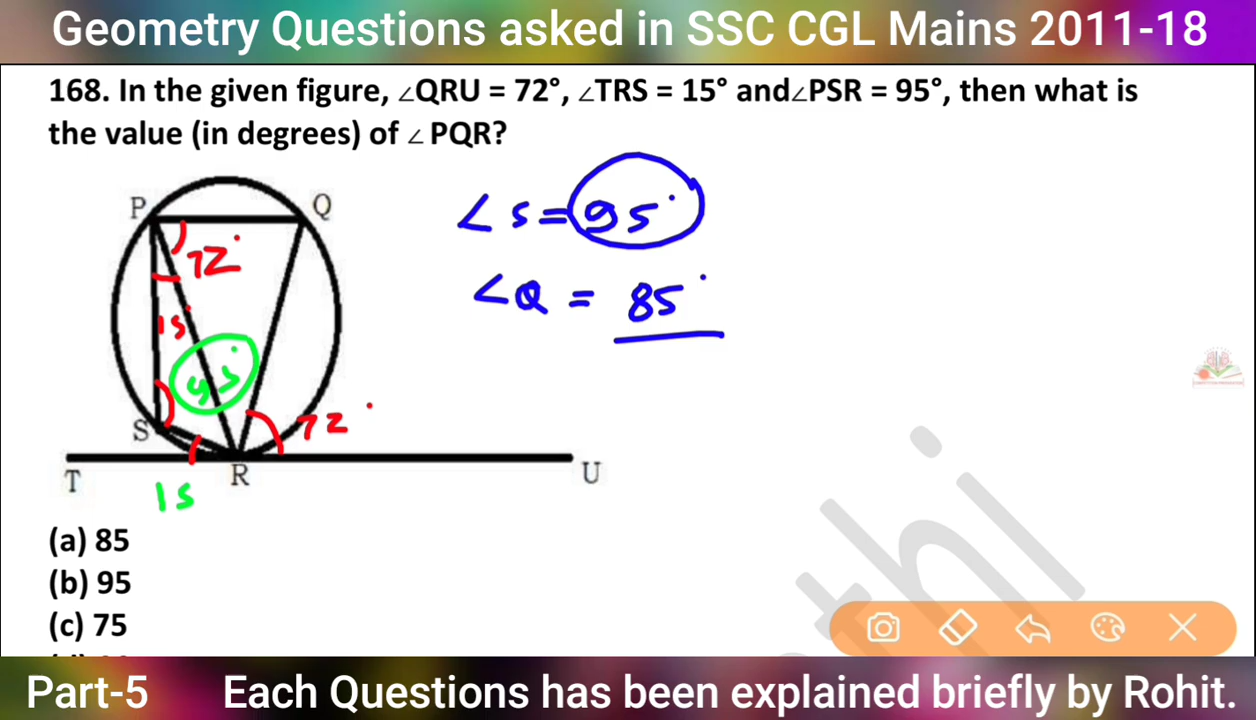 Geometry Questions asked in SSC CGL Mains 2011-18
168. In the given figure, ∠QRU = 72°, ∠TRS = 15° and∠PSR = 95°, then what is
the value (in degrees) of ∠ PQR?
P
Q
72°
15°
95°
S
72°
T
R
U
15
∠ S = 95°
∠Q = 85°
(a) 85
(b) 95
(c) 75
Part-5 Each Questions has been explained briefly by Rohit.